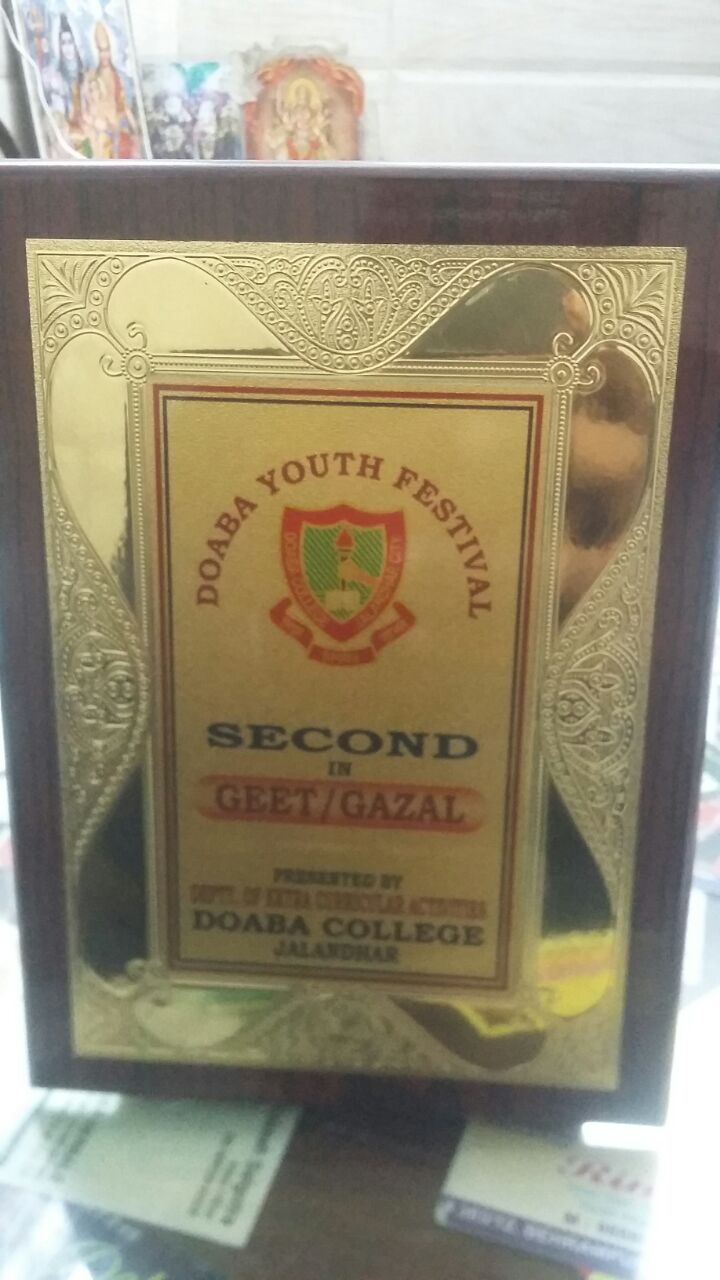 DOABA YOUTH FESTIVAL
SECOND
IN
GEET/GAZAL
PRESENTED BY
DEPTT. OF EXTRA CURRICULAR ACTIVITIES
DOABA COLLEGE
JALANDHAR